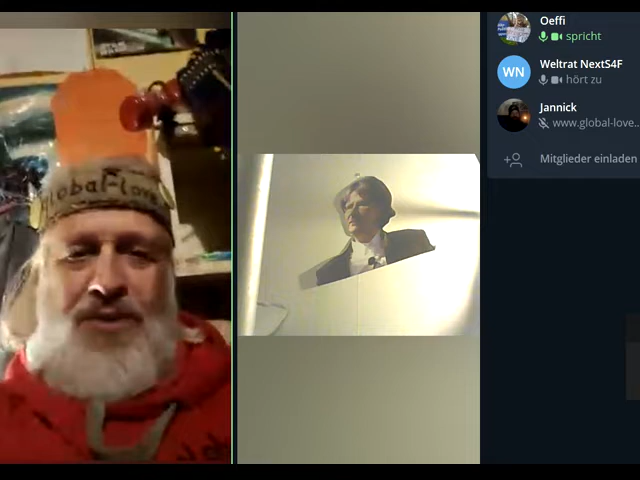 global-love
Oeffi
spricht
WN
Weltrat NextS4F
hört zu
Jannick
www.global-love..
Mitglieder einladen